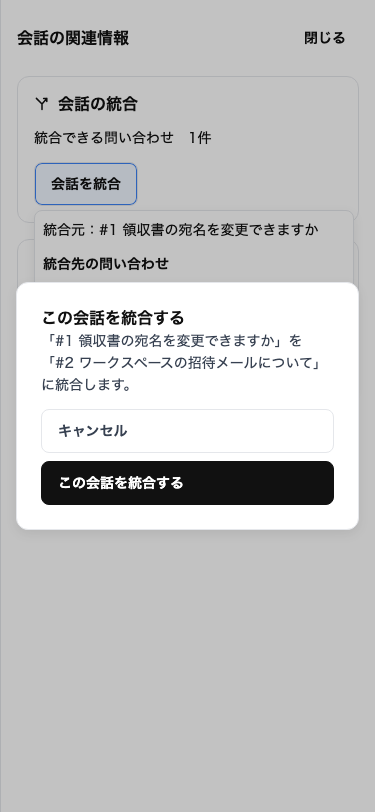 会話の関連情報
閉じる
会話の統合
統合できる問い合わせ 1件
会話を統合
統合元：#1 領収書の宛名を変更できますか
統合先の問い合わせ
この会話を統合する
「#1 領収書の宛名を変更できますか」を
「#2 ワークスペースの招待メールについて」
に統合します。
キャンセル
この会話を統合する